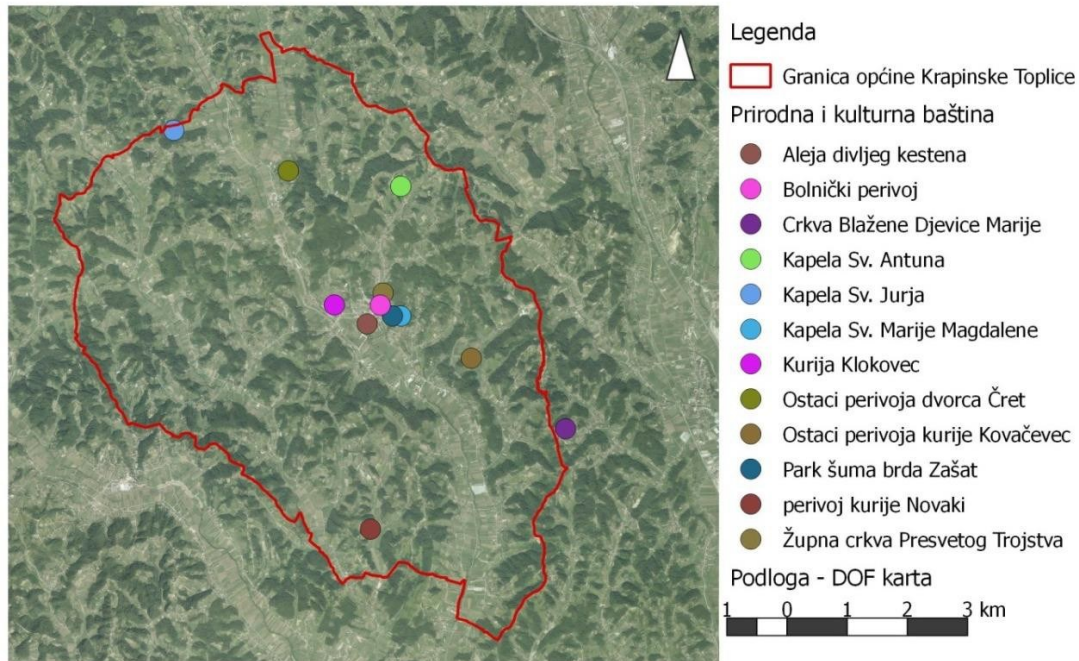 Legenda
Granica općine Krapinske Toplice
Prirodna i kulturna baština
Aleja divljeg kestena
Bolnički perivoj
Crkva Blažene Djevice Marije
Kapela Sv. Antuna
Kapela Sv. Jurja
Kapela Sv. Marije Magdalene
Kurija Klokovec
Ostaci perivoja dvorca Čret
Ostaci perivoja kurije Kovačevec
Park šuma brda Zašat
perivoj kurije Novaki
Župna crkva Presvetog Trojstva
Podloga - DOF karta
1 0 1 2 3 km